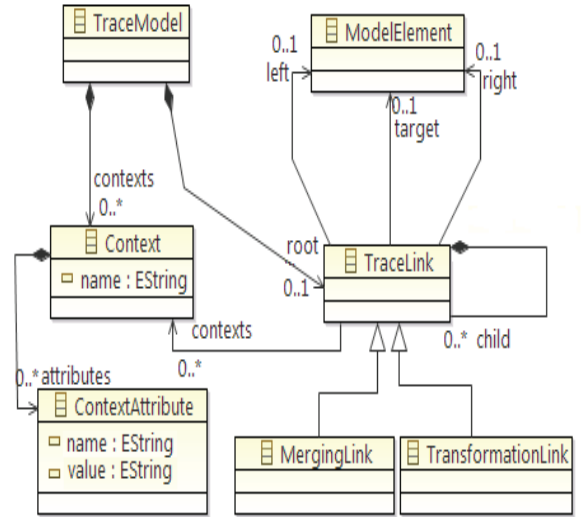 TraceModel
ModelElement
0..1
left
0..1
right
0..1
target
contexts
0..*
Context
name : EString
root
0..1
TraceLink
contexts
0..*
0..* child
0..* attributes
ContextAttribute
name : EString
value : EString
MergingLink
TransformationLink